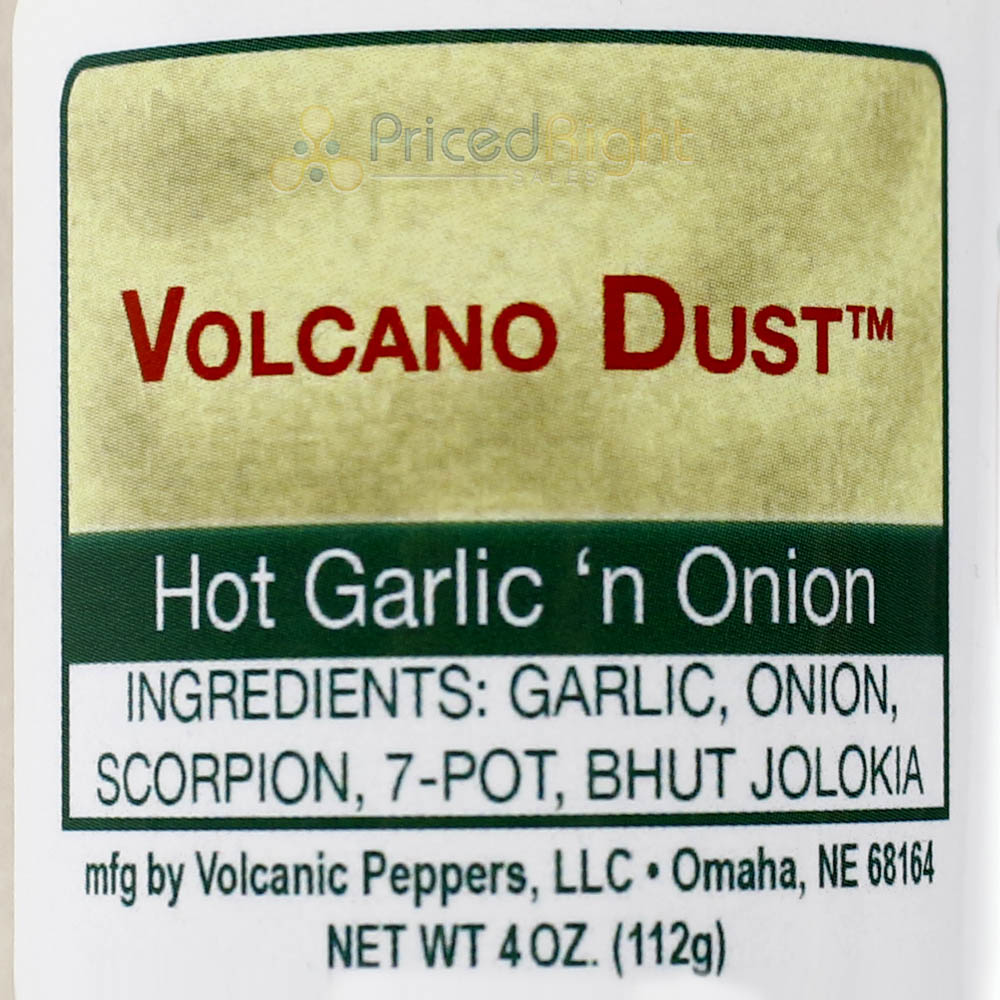 PricedRight
SALES
VOLCANO DUST™
Hot Garlic ‘n Onion
INGREDIENTS: GARLIC, ONION,
SCORPION, 7-POT, BHUT JOLOKIA
mfg by Volcanic Peppers, LLC • Omaha, NE 68164
NET WT 4 OZ. (112g)